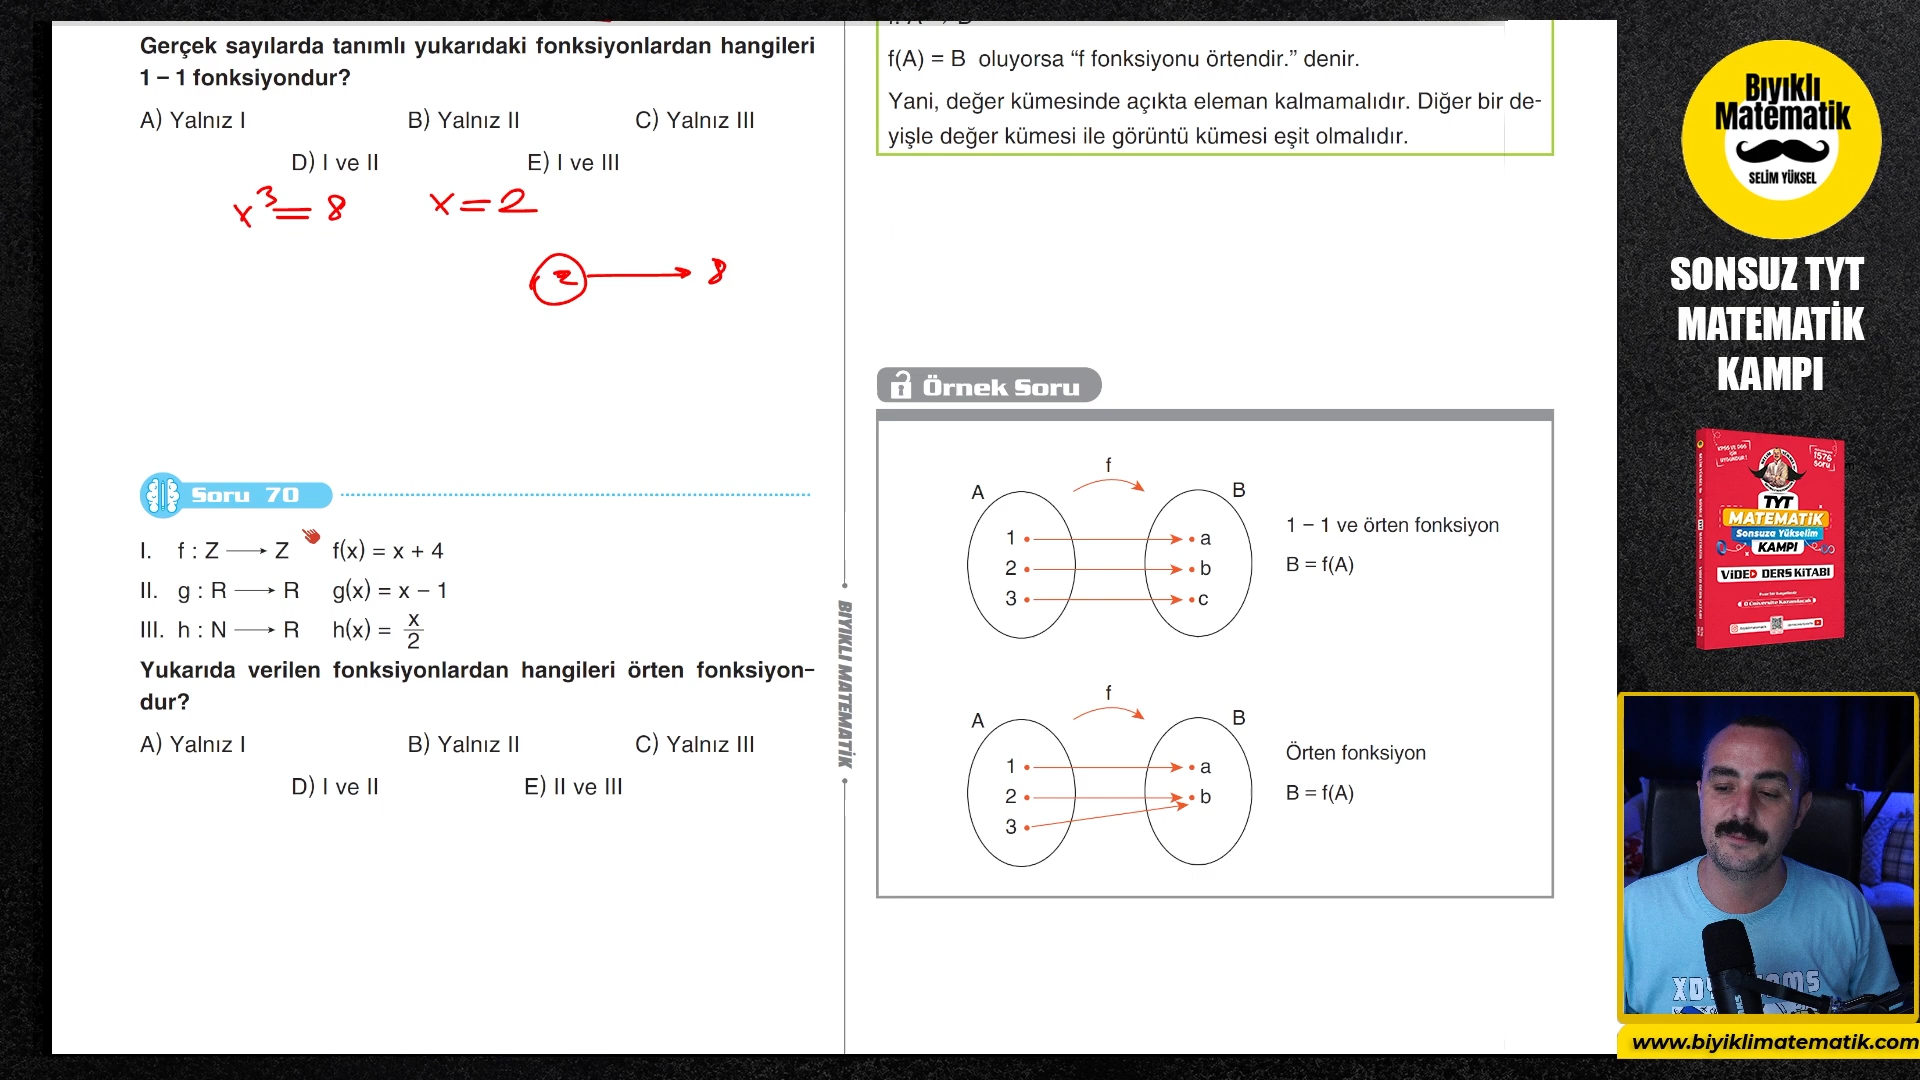 Gerçek sayılarda tanımlı yukarıdaki fonksiyonlardan hangileri
1 – 1 fonksiyondur?
A) Yalnız I B) Yalnız II C) Yalnız III
D) I ve II E) I ve III
x³ = 8 x = 2
2 → 8
Soru 70
I. f : Z ⟶ Z f(x) = x + 4
II. g : R ⟶ R g(x) = x – 1
III. h : N ⟶ R h(x) = x/2
Yukarıda verilen fonksiyonlardan hangileri örten fonksiyon-
dur?
A) Yalnız I B) Yalnız II C) Yalnız III
D) I ve II E) II ve III
BIYIKLI MATEMATİK
f(A) = B oluyorsa “f fonksiyonu örtendir.” denir.
Yani, değer kümesinde açıkta eleman kalmamalıdır. Diğer bir de-
yişle değer kümesi ile görüntü kümesi eşit olmalıdır.
Örnek Soru
f
A B
1 a
2 b
3 c
1 – 1 ve örten fonksiyon
B = f(A)
f
A B
1 a
2 b
3
Örten fonksiyon
B = f(A)
Bıyıklı
Matematik
SELİM YÜKSEL
SONSUZ TYT
MATEMATİK
KAMPI
1576
soru
TYT
MATEMATİK
Sonsuza Yükselim
KAMPI
VİDEO DERS KİTABI
www.biyiklimatematik.com